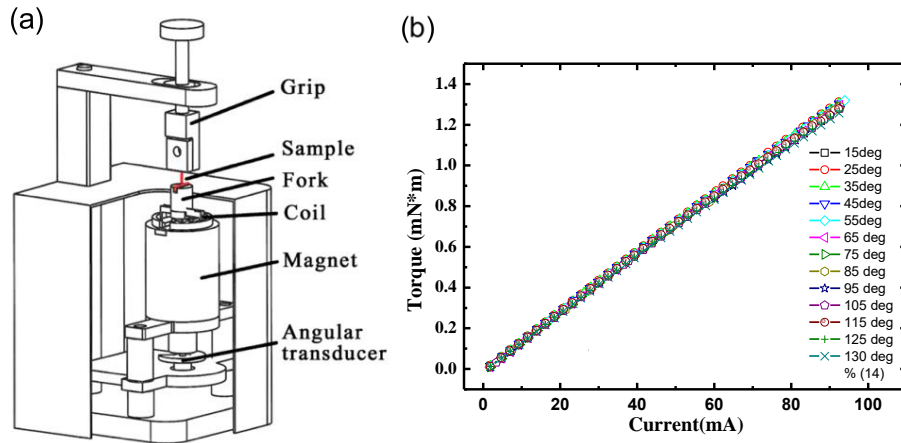 (a)
Grip
Sample
Fork
Coil
Magnet
Angular
transducer
(b)
Torque (mN*m)
1.4
1.2
1.0
0.8
0.6
0.4
0.2
0.0
0 20 40 60 80 100
Current(mA)
15deg
25deg
35deg
45deg
55deg
65 deg
75 deg
85 deg
95 deg
105 deg
115 deg
125 deg
130 deg
% (14)